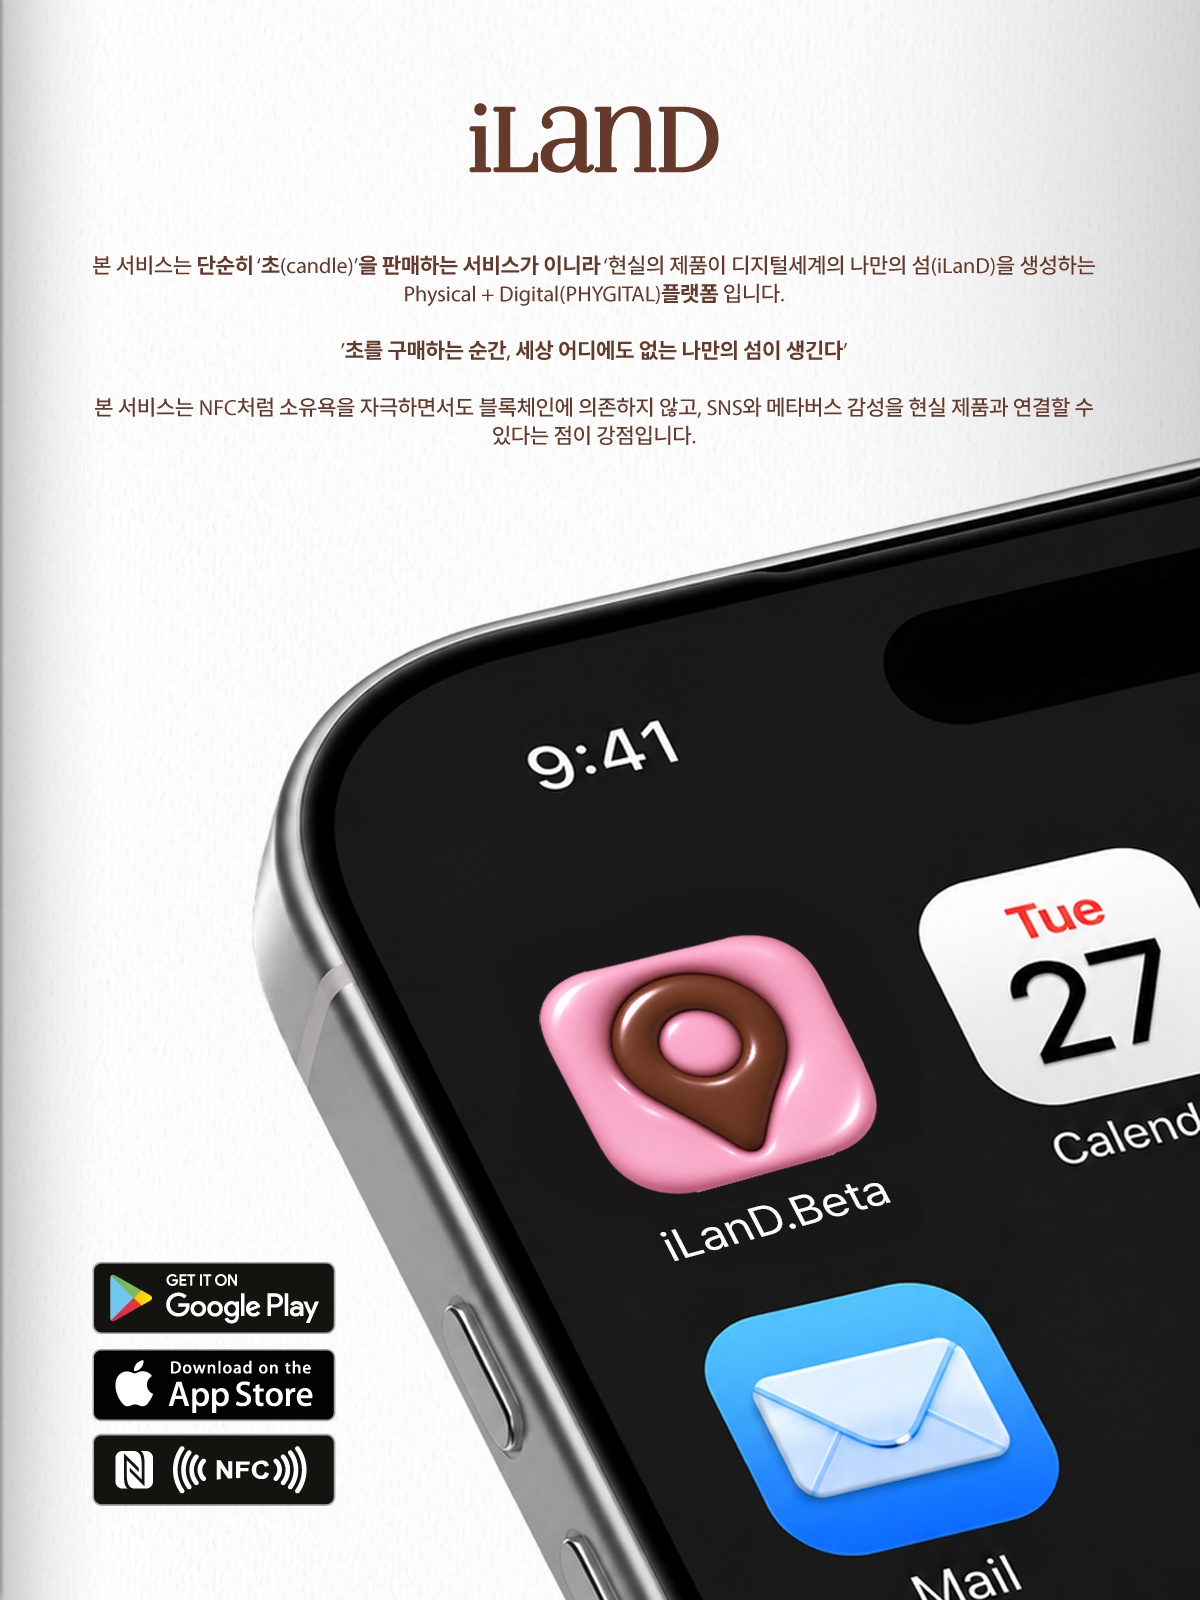 iLanD
본 서비스는 단순히 ‘초(candle)’을 판매하는 서비스가 이니라 ‘현실의 제품이 디지털세계의 나만의 섬(iLanD)을 생성하는
Physical + Digital(PHYGITAL)플랫폼 입니다.
’초를 구매하는 순간, 세상 어디에도 없는 나만의 섬이 생긴다’
본 서비스는 NFC처럼 소유욕을 자극하면서도 블록체인에 의존하지 않고, SNS와 메타버스 감성을 현실 제품과 연결할 수
있다는 점이 강점입니다.
9:41
Tue
27
Calend
iLanD.Beta
Mail
GET IT ON
Google Play
Download on the
App Store
N NFC